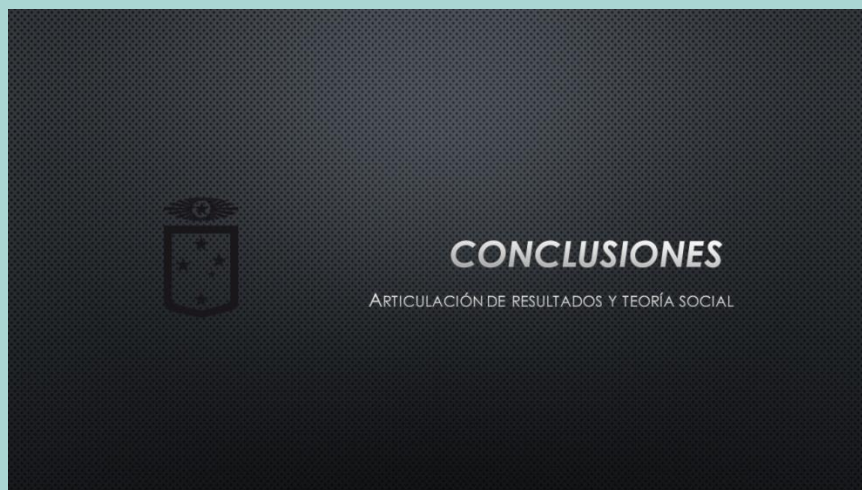 CONCLUSIONES
ARTICULACIÓN DE RESULTADOS Y TEORÍA SOCIAL